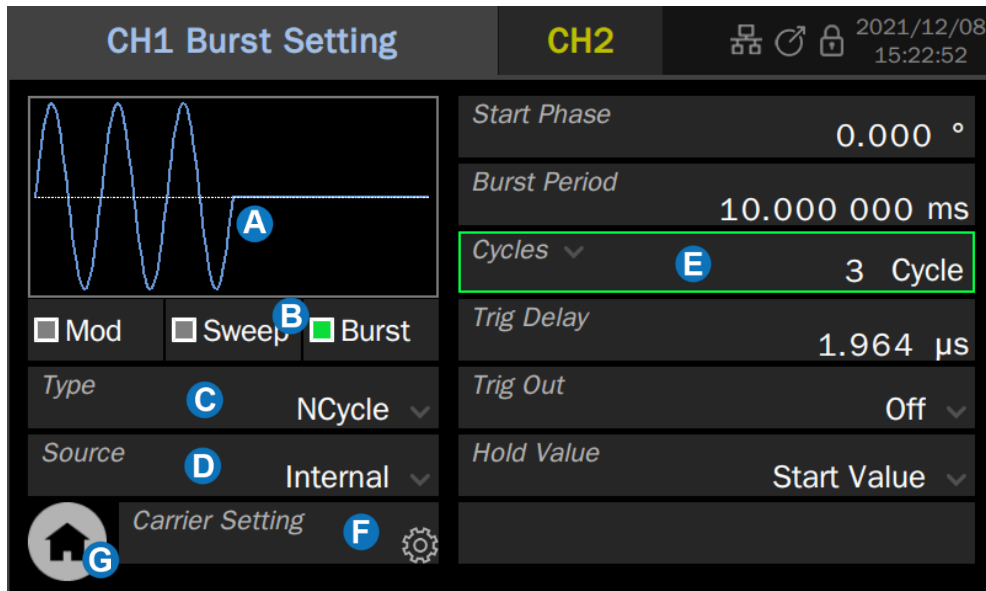 CH1 Burst Setting
CH2
2021/12/08
15:22:52
A
Mod
Sweep
B
Burst
Type
C
NCycle
Source
D
Internal
Carrier Setting
F
G
Start Phase
0.000 °
Burst Period
10.000 000 ms
Cycles
E
3 Cycle
Trig Delay
1.964 µs
Trig Out
Off
Hold Value
Start Value